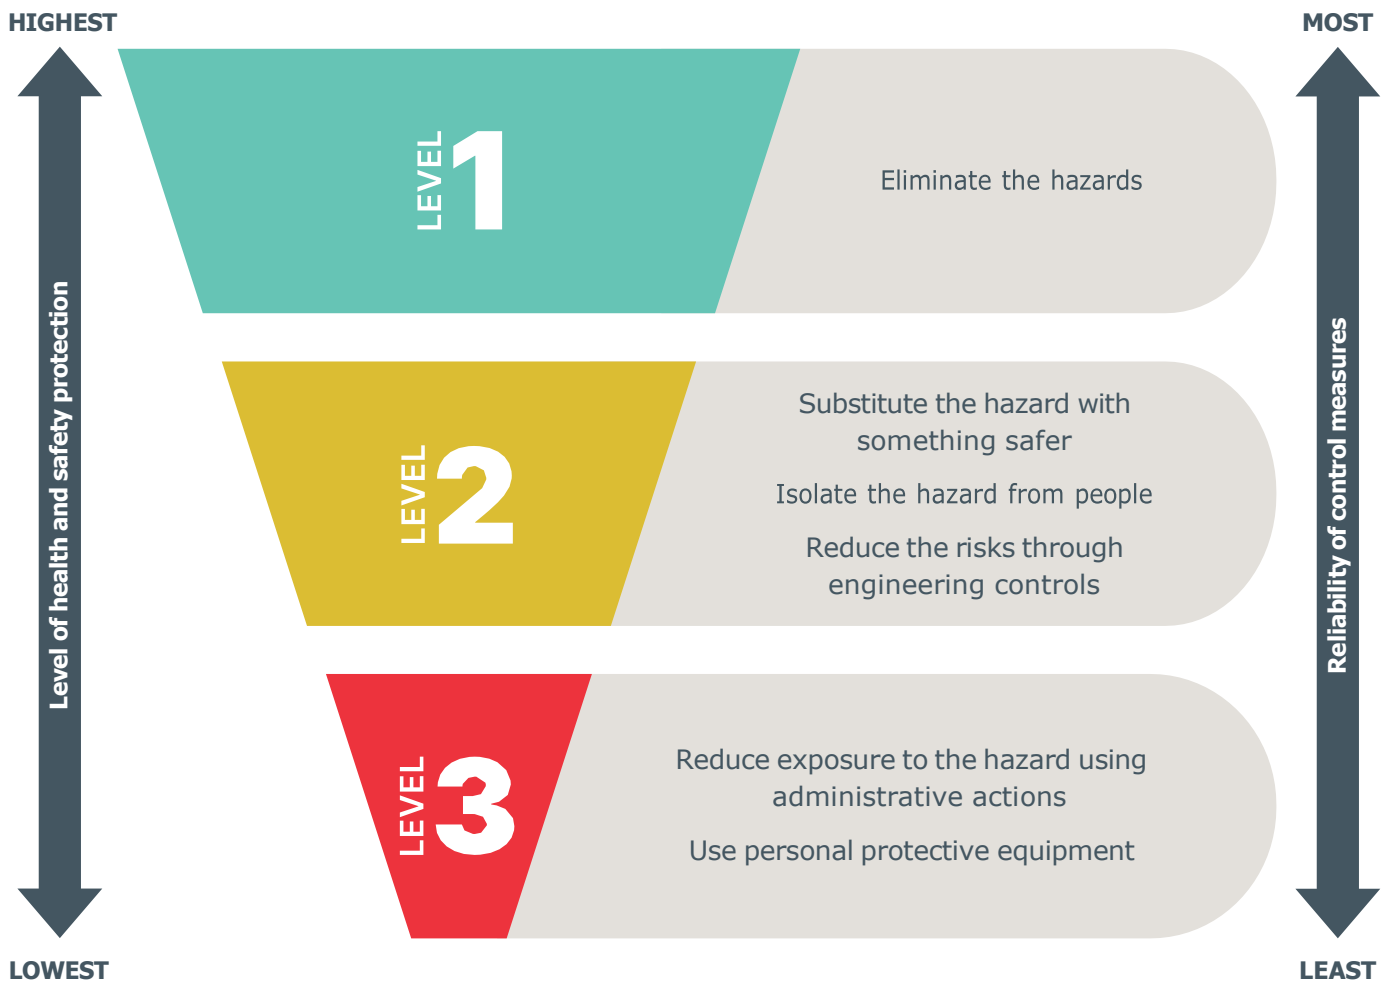 HIGHEST
MOST
LEVEL 1
Eliminate the hazards
Level of health and safety protection
Reliability of control measures
LEVEL 2
Substitute the hazard with
something safer
Isolate the hazard from people
Reduce the risks through
engineering controls
LEVEL 3
Reduce exposure to the hazard using
administrative actions
Use personal protective equipment
LOWEST
LEAST